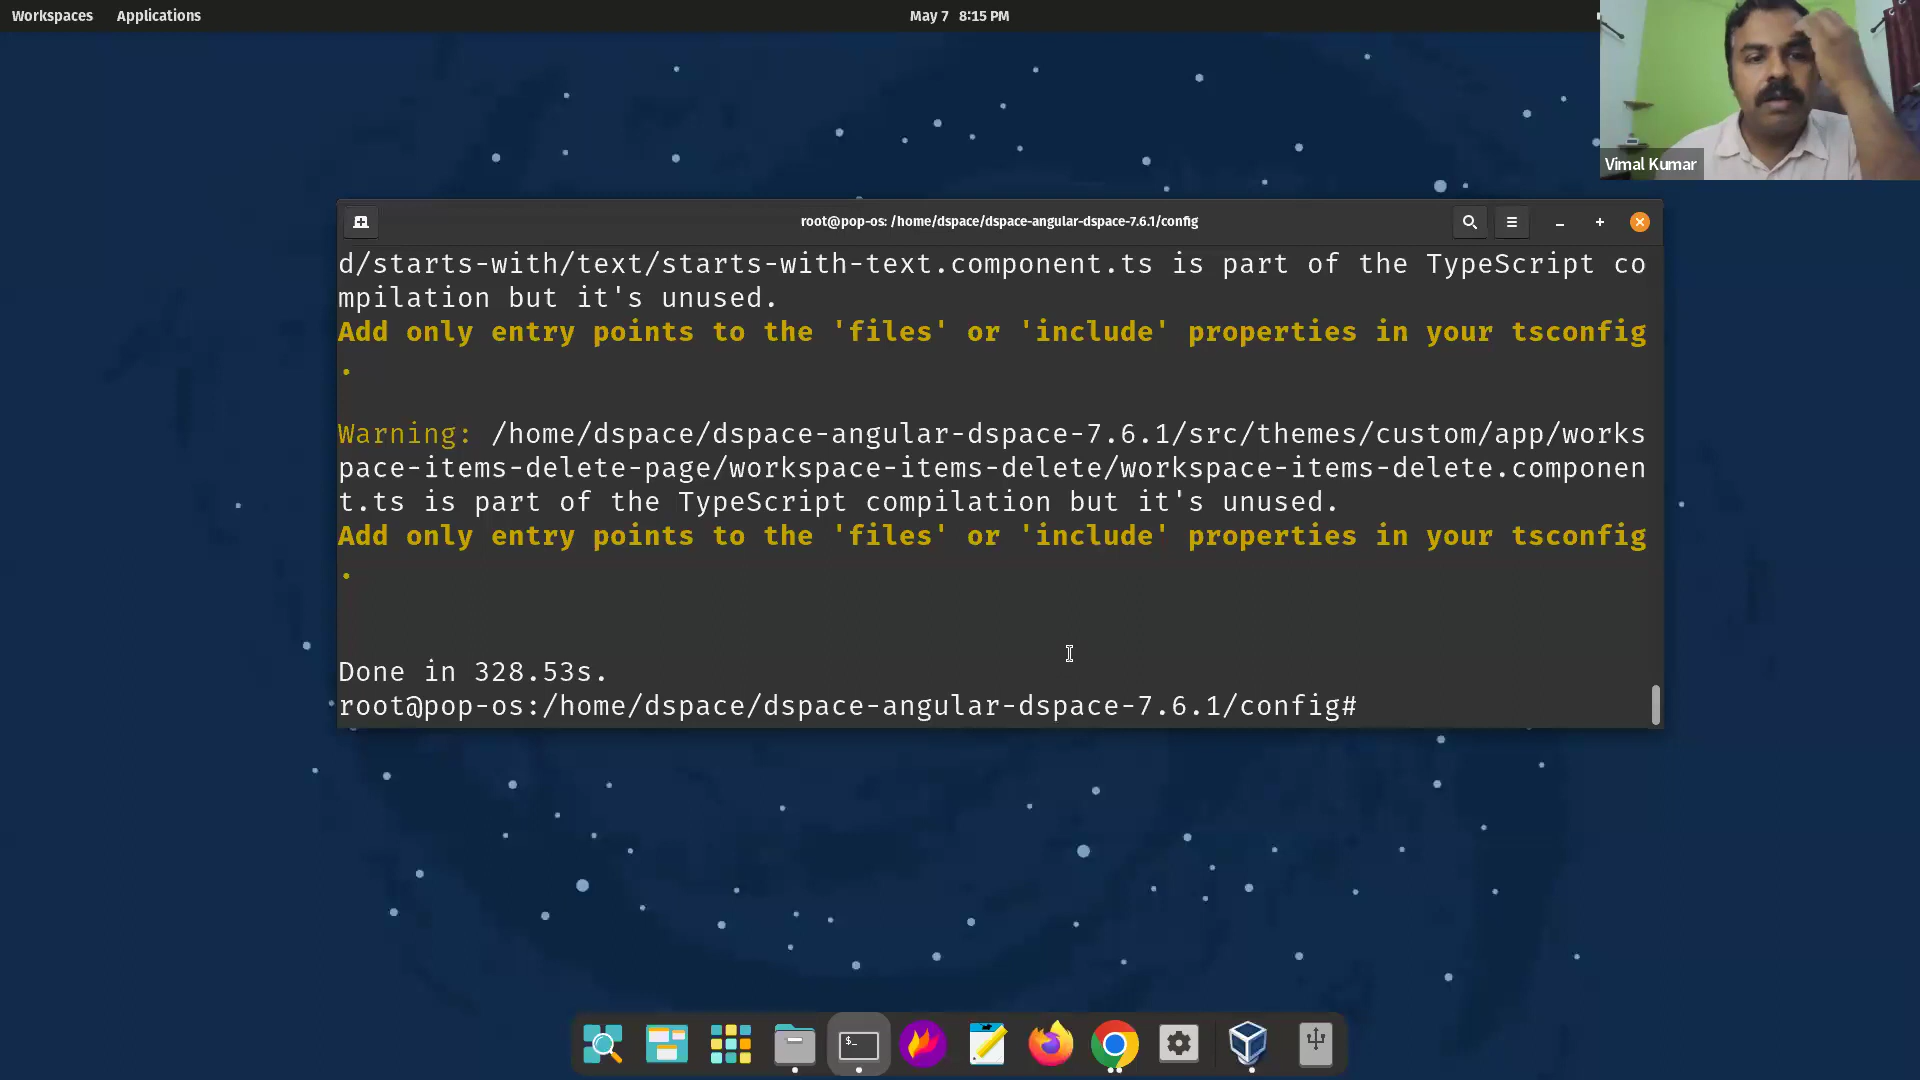 Workspaces Applications May 7 8:15 PM
Vimal Kumar
root@pop-os: /home/dspace/dspace-angular-dspace-7.6.1/config
d/starts-with/text/starts-with-text.component.ts is part of the TypeScript co
mpilation but it's unused.
Add only entry points to the 'files' or 'include' properties in your tsconfig
.
Warning: /home/dspace/dspace-angular-dspace-7.6.1/src/themes/custom/app/works
pace-items-delete-page/workspace-items-delete/workspace-items-delete.componen
t.ts is part of the TypeScript compilation but it's unused.
Add only entry points to the 'files' or 'include' properties in your tsconfig
.
Done in 328.53s.
root@pop-os:/home/dspace/dspace-angular-dspace-7.6.1/config#
$_